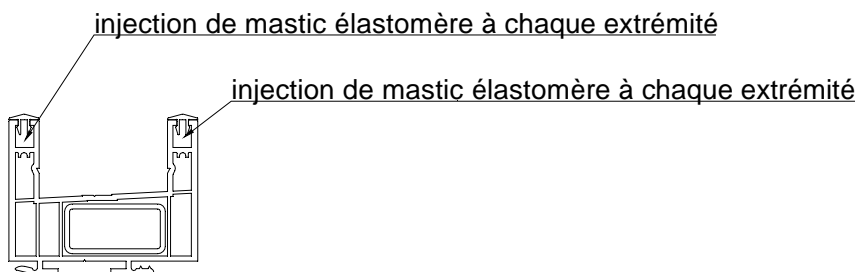 injection de mastic élastomère à chaque extrémité
injection de mastic élastomère à chaque extrémité